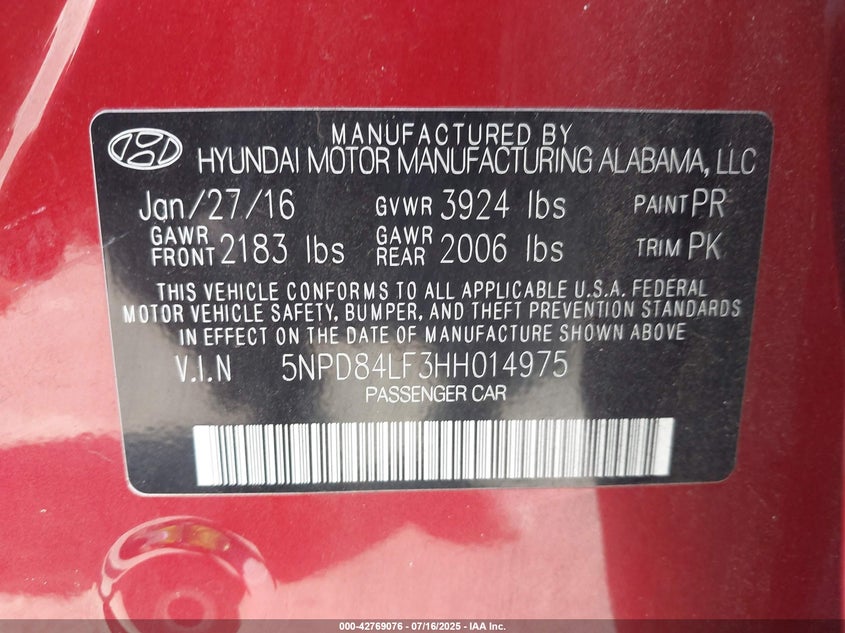 MANUFACTURED BY
HYUNDAI MOTOR MANUFACTURING ALABAMA, LLC
Jan/27/16 GVWR 3924 lbs PAINT PR
GAWR FRONT 2183 lbs GAWR REAR 2006 lbs TRIM PK
THIS VEHICLE CONFORMS TO ALL APPLICABLE U.S.A. FEDERAL
MOTOR VEHICLE SAFETY, BUMPER, AND THEFT PREVENTION STANDARDS
IN EFFECT ON THE DATE OF MANUFACTURE SHOWN ABOVE
V.I.N 5NPD84LF3HH014975
PASSENGER CAR
000-42769076 - 07/16/2025 - IAA Inc.